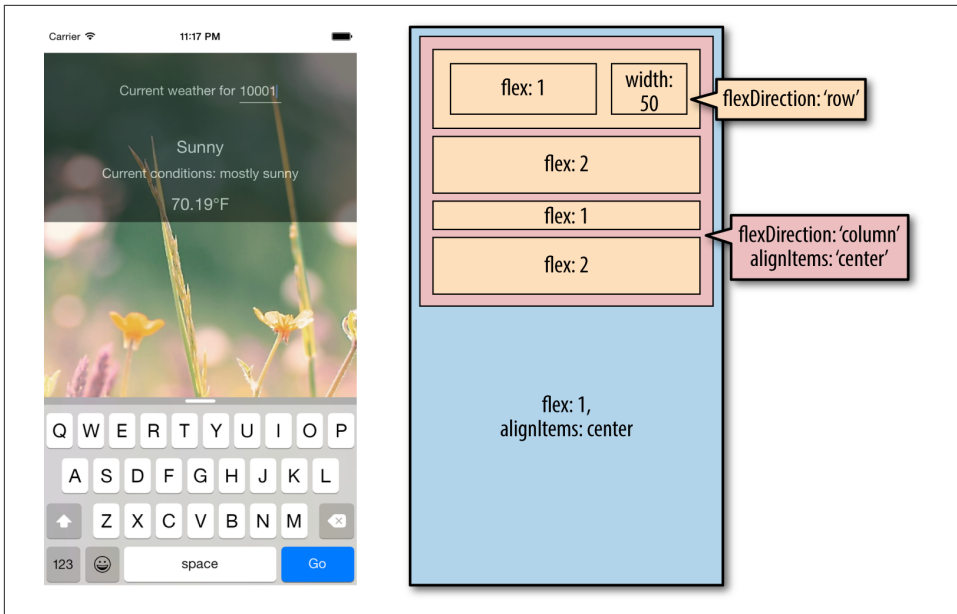 Carrier
11:17 PM
Current weather for 10001
Sunny
Current conditions: mostly sunny
70.19°F
Q W E R T Y U I O P
A S D F G H J K L
Z X C V B N M
123 space Go
flex: 1
width:
50
flexDirection: ‘row’
flex: 2
flex: 1
flex: 2
flexDirection: ‘column’
alignItems: ‘center’
flex: 1,
alignItems: center